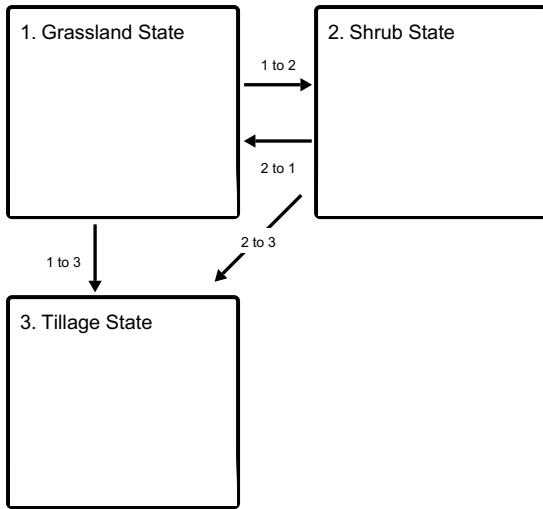 1. Grassland State
2. Shrub State
1 to 2
2 to 1
2 to 3
1 to 3
3. Tillage State